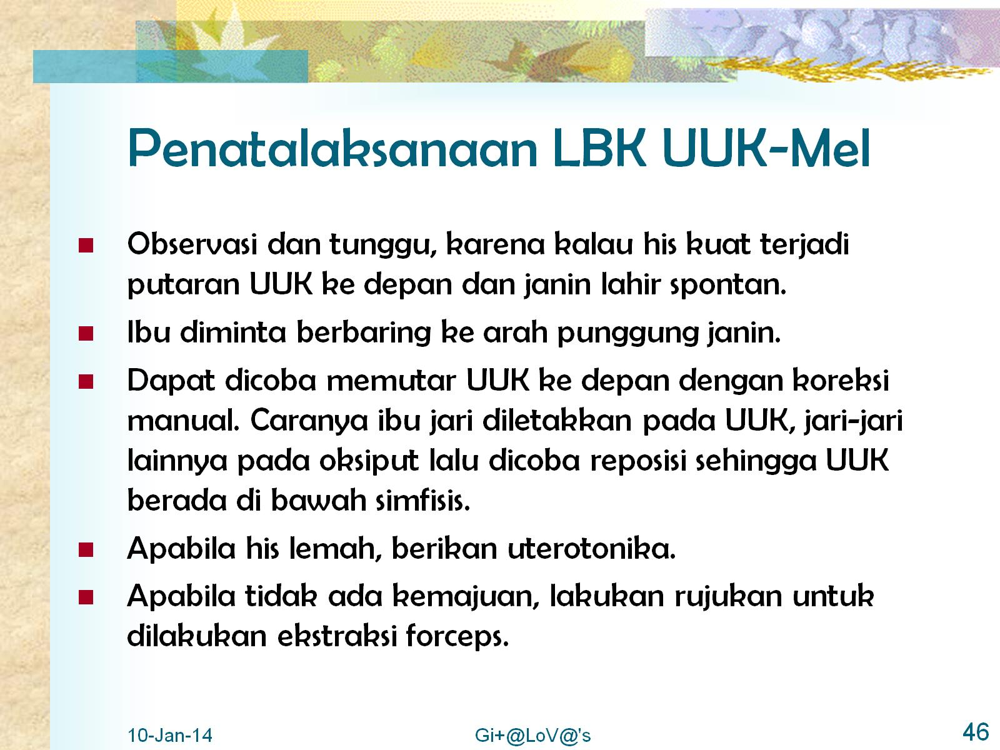 Penatalaksanaan LBK UUK-Mel
Observasi dan tunggu, karena kalau his kuat terjadi
putaran UUK ke depan dan janin lahir spontan.
Ibu diminta berbaring ke arah punggung janin.
Dapat dicoba memutar UUK ke depan dengan koreksi
manual. Caranya ibu jari diletakkan pada UUK, jari-jari
lainnya pada oksiput lalu dicoba reposisi sehingga UUK
berada di bawah simfisis.
Apabila his lemah, berikan uterotonika.
Apabila tidak ada kemajuan, lakukan rujukan untuk
dilakukan ekstraksi forceps.
10-Jan-14
Gi+@LoV@'s
46